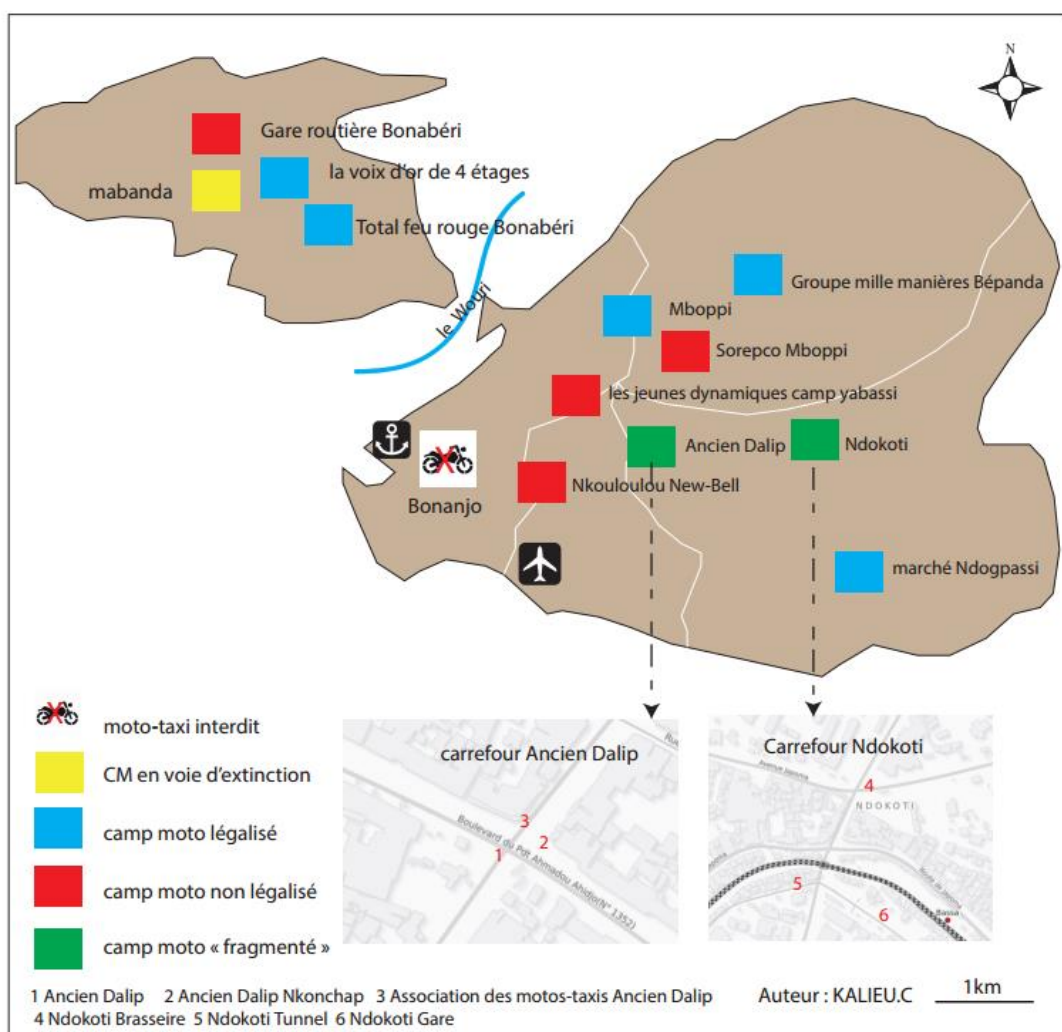 N
Gare routière Bonabéri
la voix d'or de 4 étages
mabanda
Total feu rouge Bonabéri
le Wouri
Groupe mille manières Bépanda
Mboppi
Sorepco Mboppi
les jeunes dynamiques camp yabassi
Ancien Dalip
Ndokoti
Nkouloulou New-Bell
Bonanjo
marché Ndogpassi
moto-taxi interdit
CM en voie d'extinction
camp moto légalisé
camp moto non légalisé
camp moto « fragmenté »
carrefour Ancien Dalip
Rue
3
2
1
Boulevard du Pdt Ahmadou Ahidjo(N° 1352)
Carrefour Ndokoti
4
NDOKOTI
5
6
Bassa
1 Ancien Dalip 2 Ancien Dalip Nkonchap 3 Association des motos-taxis Ancien Dalip
4 Ndokoti Brasseire 5 Ndokoti Tunnel 6 Ndokoti Gare
Auteur : KALIEU.C
1km